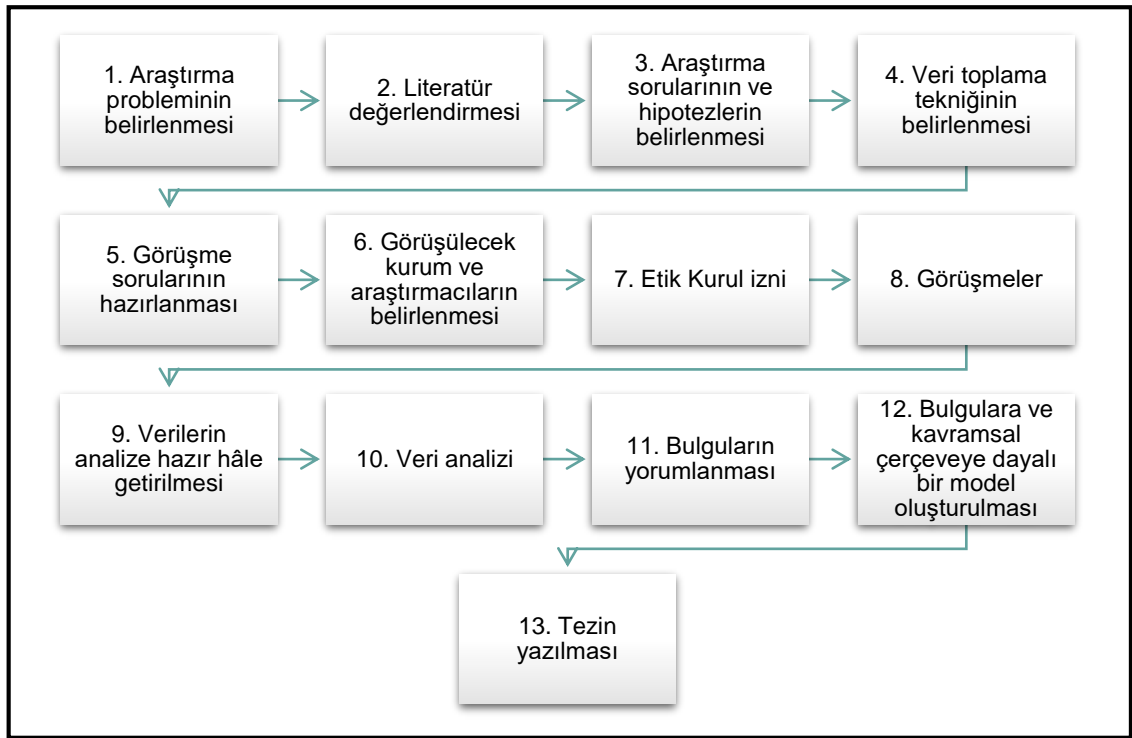 1. Araştırma
probleminin
belirlenmesi
2. Literatür
değerlendirmesi
3. Araştırma
sorularının ve
hipotezlerin
belirlenmesi
4. Veri toplama
tekniğinin
belirlenmesi
5. Görüşme
sorularının
hazırlanması
6. Görüşülecek
kurum ve
araştırmacıların
belirlenmesi
7. Etik Kurul izni
8. Görüşmeler
9. Verilerin
analize hazır hâle
getirilmesi
10. Veri analizi
11. Bulguların
yorumlanması
12. Bulgulara ve
kavramsal
çerçeveye dayalı
bir model
oluşturulması
13. Tezin
yazılması